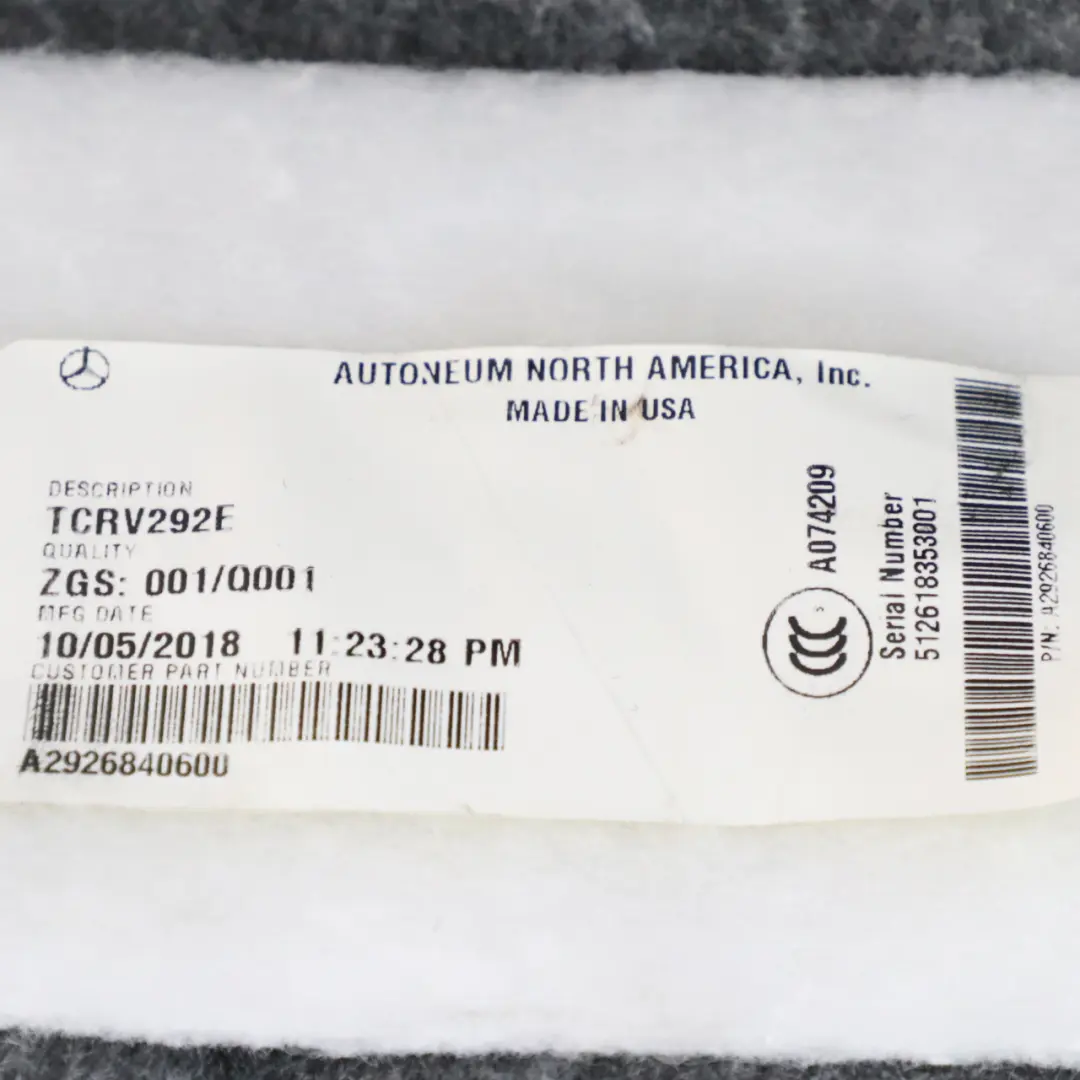 AUTONEUM NORTH AMERICA, Inc.
MADE IN USA
DESCRIPTION
TCRV292E
QUALITY
ZGS: 001/Q001
MFG DATE
10/05/2018 11:23:28 PM
CUSTOMER PART NUMBER
A2926840600
CCC S
A074209
Serial Number
512618353001
P/N: A2926840600